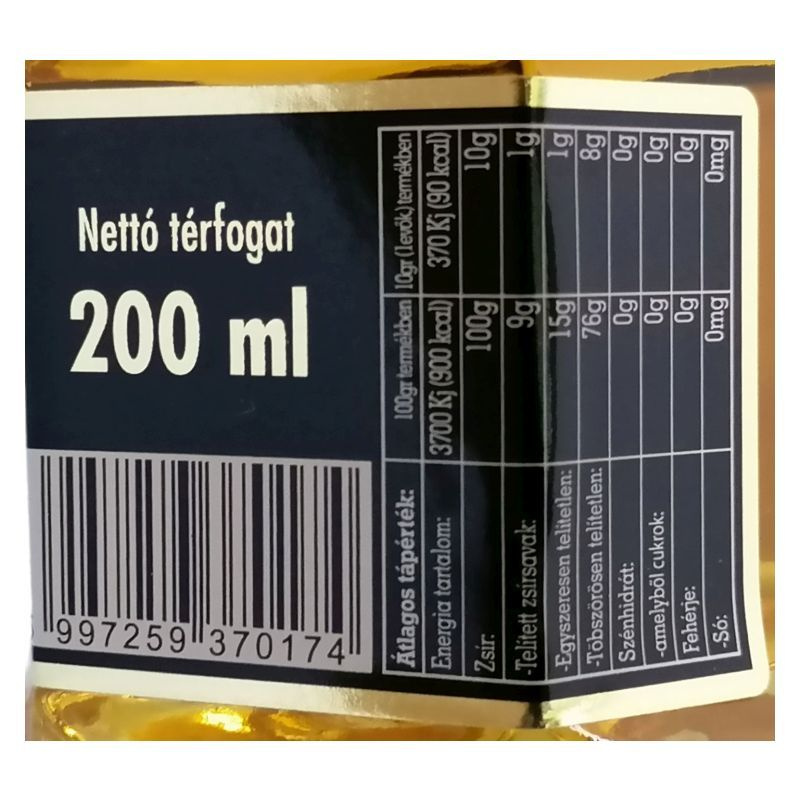 Nettó térfogat
200 ml
997259 370174
Átlagos tápérték: 100gr termékben 10gr (1evők.) termékben
Energia tartalom: 3700 Kj (900 kcal) 370 Kj (90 kcal)
Zsír: 100g 10g
-Telített zsírsavak: 9g 1g
-Egyszeresen telítetlen: 15g 1g
-Többszörösen telítetlen: 76g 8g
Szénhidrát: 0g 0g
-amelyből cukrok: 0g 0g
Fehérje: 0g 0g
-Só: 0mg 0mg